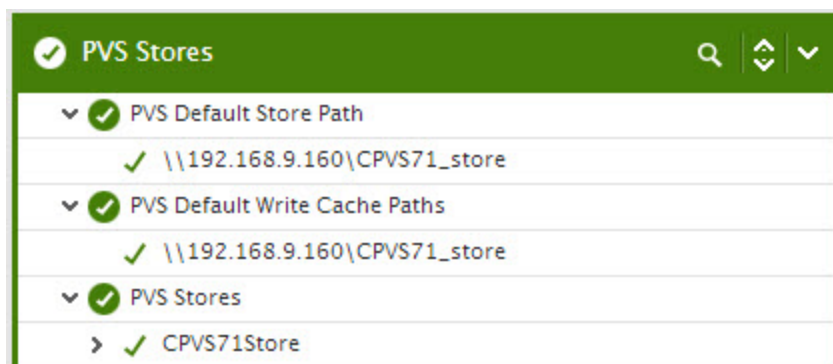 PVS Stores
PVS Default Store Path
\\192.168.9.160\CPVS71_store
PVS Default Write Cache Paths
\\192.168.9.160\CPVS71_store
PVS Stores
CPVS71Store